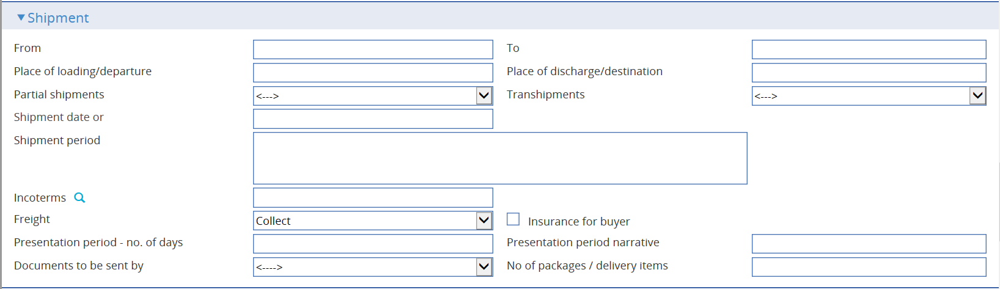 Shipment
From To
Place of loading/departure Place of discharge/destination
Partial shipments <---> Transhipments <--->
Shipment date or
Shipment period
Incoterms
Freight Collect Insurance for buyer
Presentation period - no. of days Presentation period narrative
Documents to be sent by <----> No of packages / delivery items